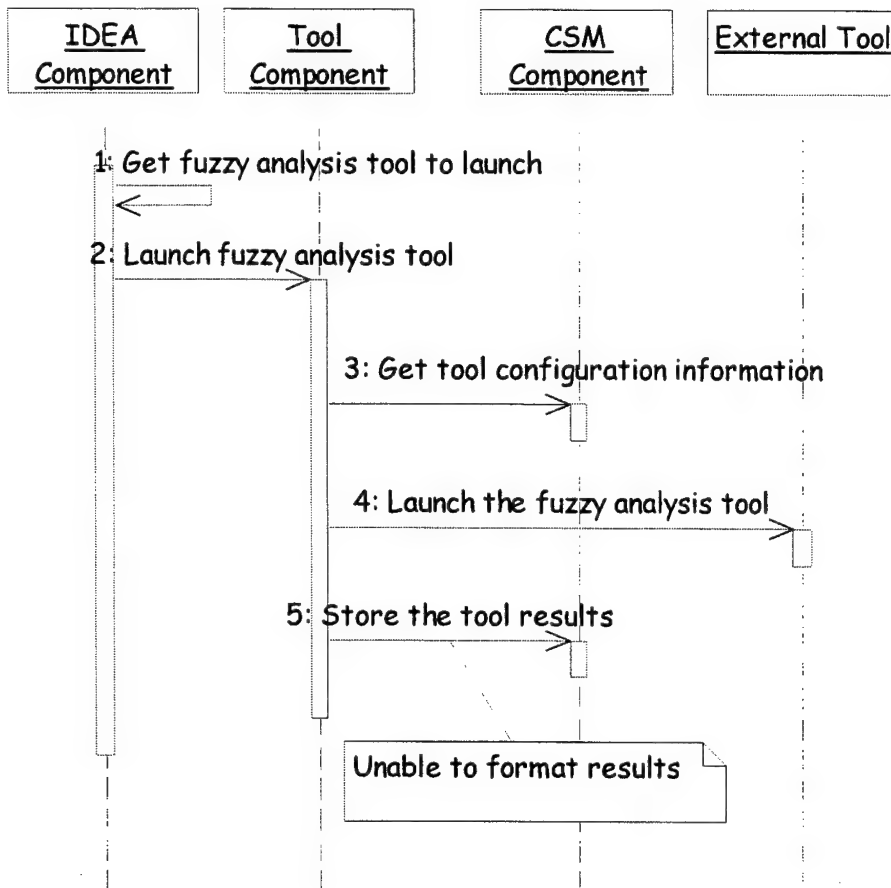 IDEA
Component
Tool
Component
CSM
Component
External Tool
1: Get fuzzy analysis tool to launch
2: Launch fuzzy analysis tool
3: Get tool configuration information
4: Launch the fuzzy analysis tool
5: Store the tool results
Unable to format results